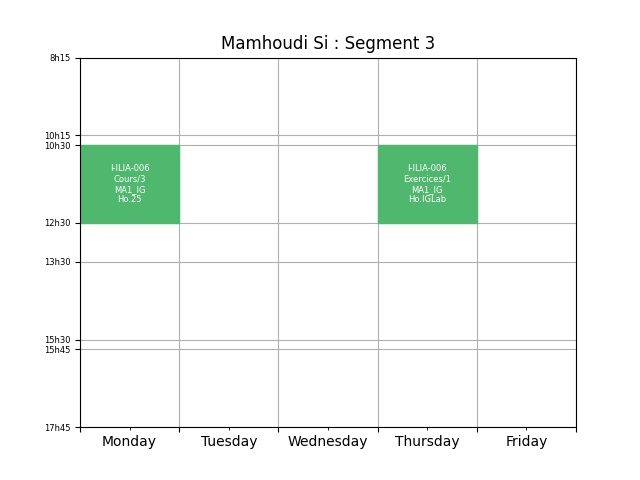 Mamhoudi Si : Segment 3
8h15
10h15
10h30
I-ILIA-006
Cours/3
MA1_IG
Ho.25
I-ILIA-006
Exercices/1
MA1_IG
Ho.IGLab
12h30
13h30
15h30
15h45
17h45
Monday Tuesday Wednesday Thursday Friday